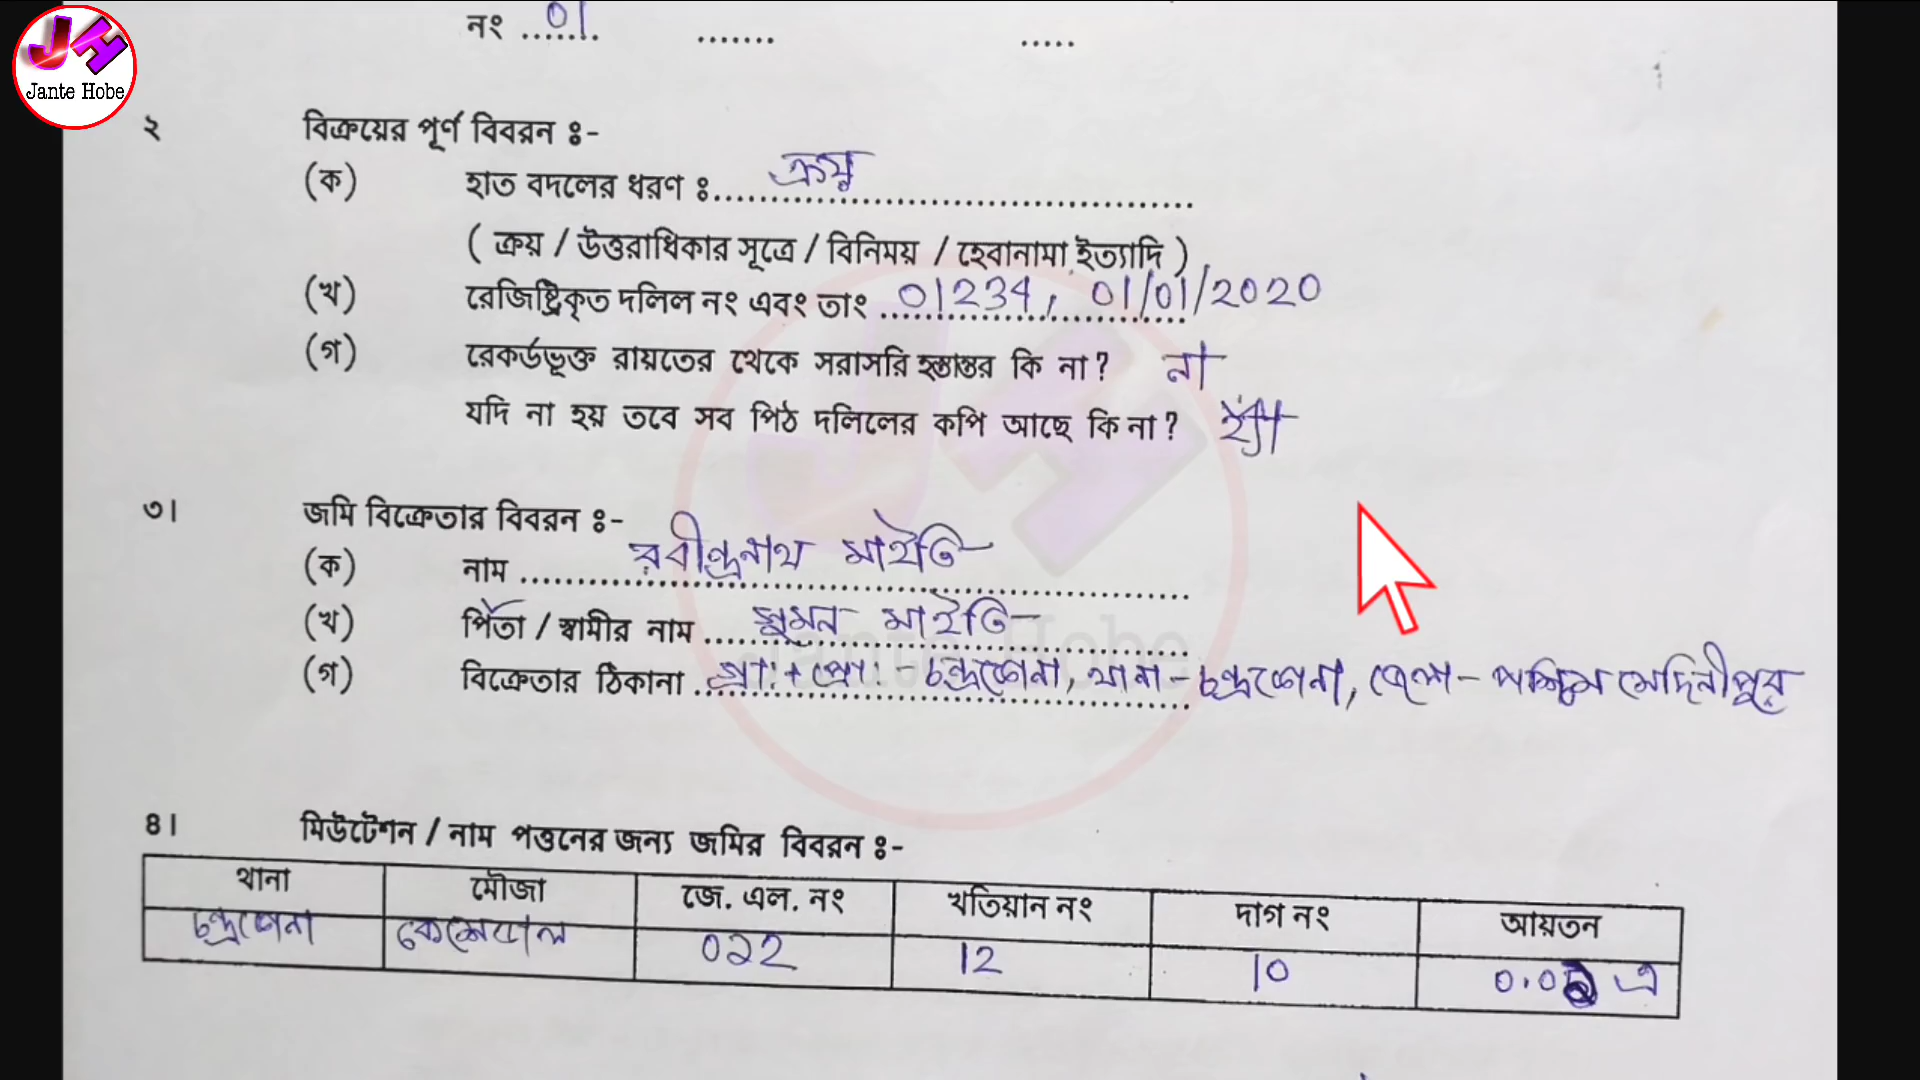 নং ....01....
JH
Jante Hobe
২ বিক্রয়ের পূর্ণ বিবরন ঃ-
(ক) হাত বদলের ধরণ ঃ....ক্রয়....
( ক্রয় / উত্তরাধিকার সূত্রে / বিনিময় / হেবানামা ইত্যাদি )
(খ) রেজিষ্ট্রিকৃত দলিল নং এবং তাং ....01234, 01/01/2020
(গ) রেকর্ডভূক্ত রায়তের থেকে সরাসরি হস্তান্তর কি না ? না
যদি না হয় তবে সব পিঠ দলিলের কপি আছে কি না ? হ্যাঁ
৩। জমি বিক্রেতার বিবরন ঃ-
(ক) নাম ....রবীন্দ্রনাথ মাইতি....
(খ) পিতা / স্বামীর নাম ....সুমন মাইতি....
(গ) বিক্রেতার ঠিকানা ....গ্রাঃ+পোঃ- চন্দ্রকোনা, থানা - চন্দ্রকোনা, জেলা - পশ্চিম মেদিনীপুর
৪। মিউটেশন / নাম পত্তনের জন্য জমির বিবরন ঃ-
থানা মৌজা জে. এল. নং খতিয়ান নং দাগ নং আয়তন
চন্দ্রকোনা 022 12 10 এ